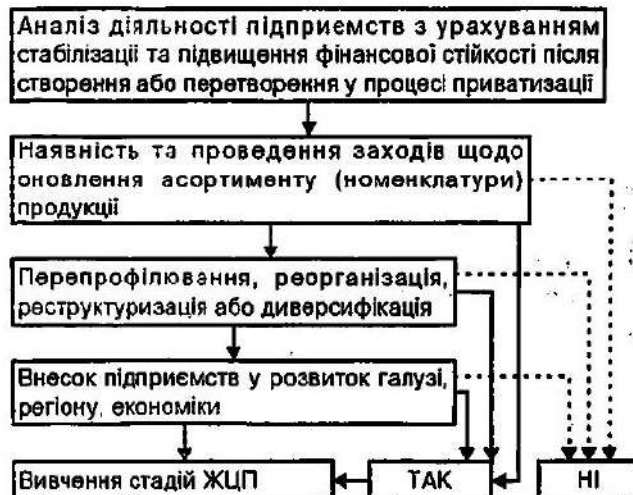 Аналіз діяльності підприємств з урахуванням
стабілізації та підвищення фінансової стійкості після
створення або перетворення у процесі приватизації
Наявність та проведення заходів щодо
оновлення асортименту (номенклатури)
продукції
Перепрофілювання, реорганізація,
реструктуризація або диверсифікація
Внесок підприємств у розвиток галузі,
регіону, економіки
Вивчення стадій ЖЦП
ТАК
НІ